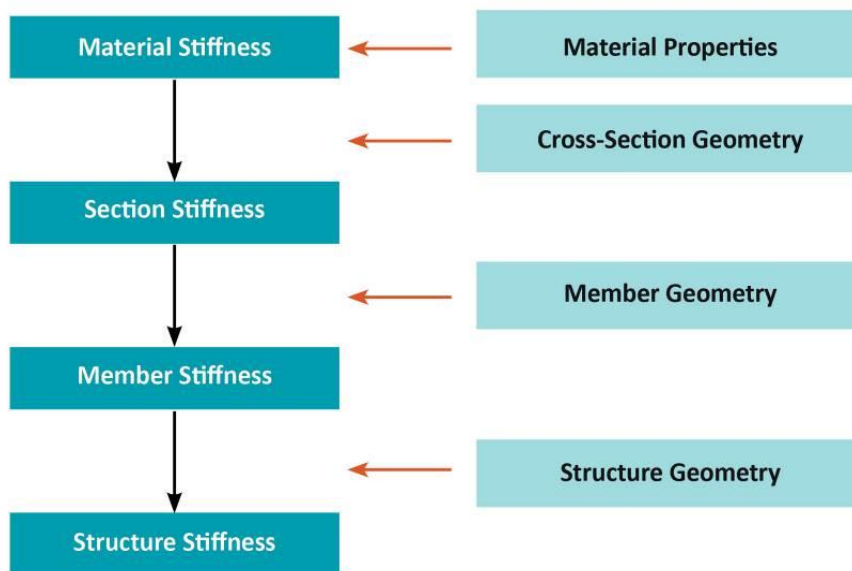 Material Stiffness
Material Properties
Cross-Section Geometry
Section Stiffness
Member Geometry
Member Stiffness
Structure Geometry
Structure Stiffness